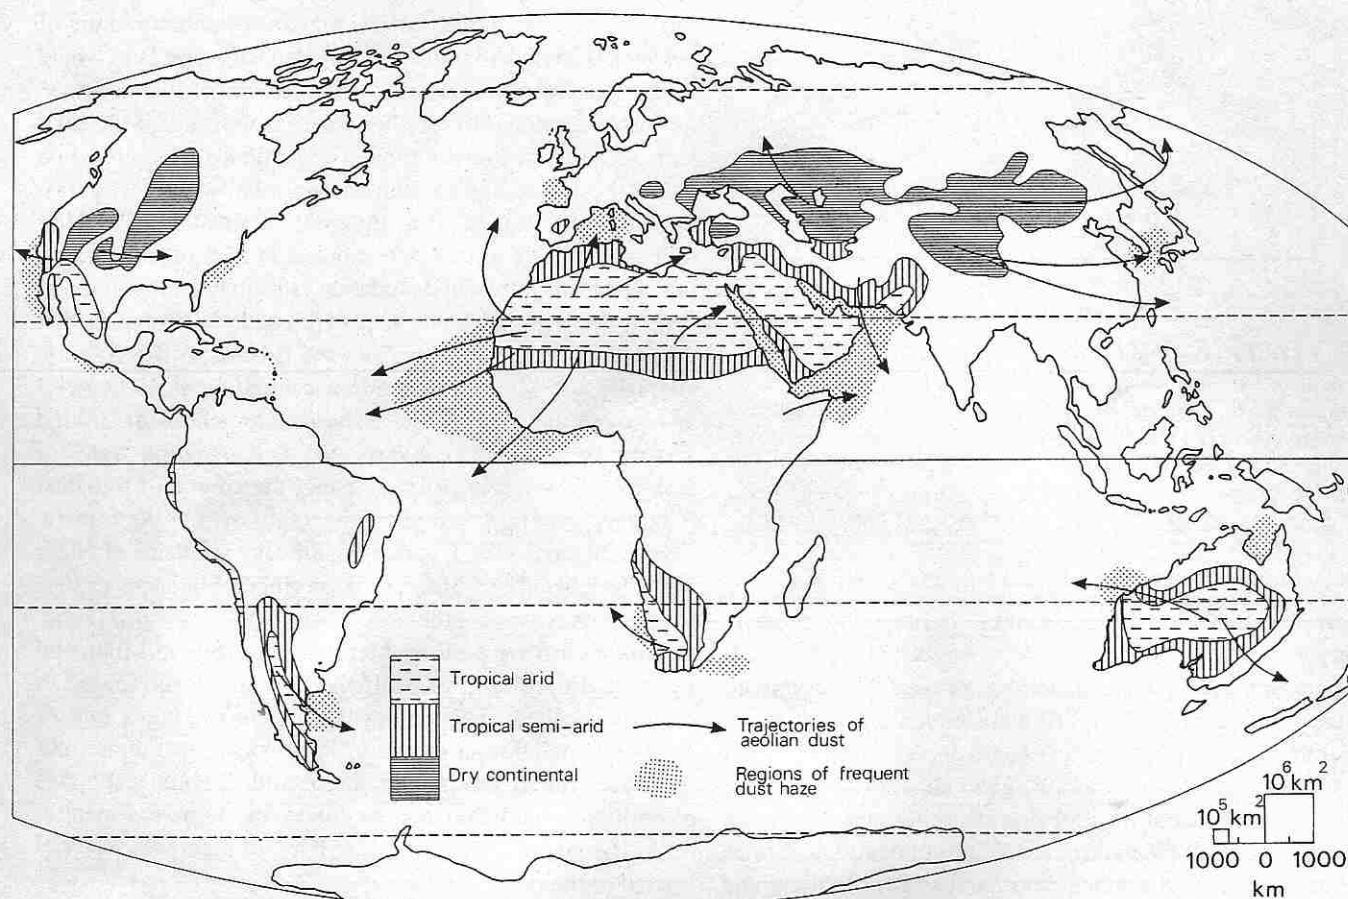 Tropical arid
Tropical semi-arid
Dry continental
Trajectories of
aeolian dust
Regions of frequent
dust haze
10⁶ km²
10⁵ km²
1000 0 1000
km